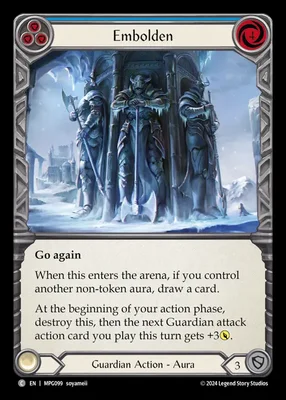 Embolden
Go again
When this enters the arena, if you control
another non-token aura, draw a card.
At the beginning of your action phase,
destroy this, then the next Guardian attack
action card you play this turn gets +3.
Guardian Action - Aura
3
C EN | MPG099 soyameii
© 2024 Legend Story Studios